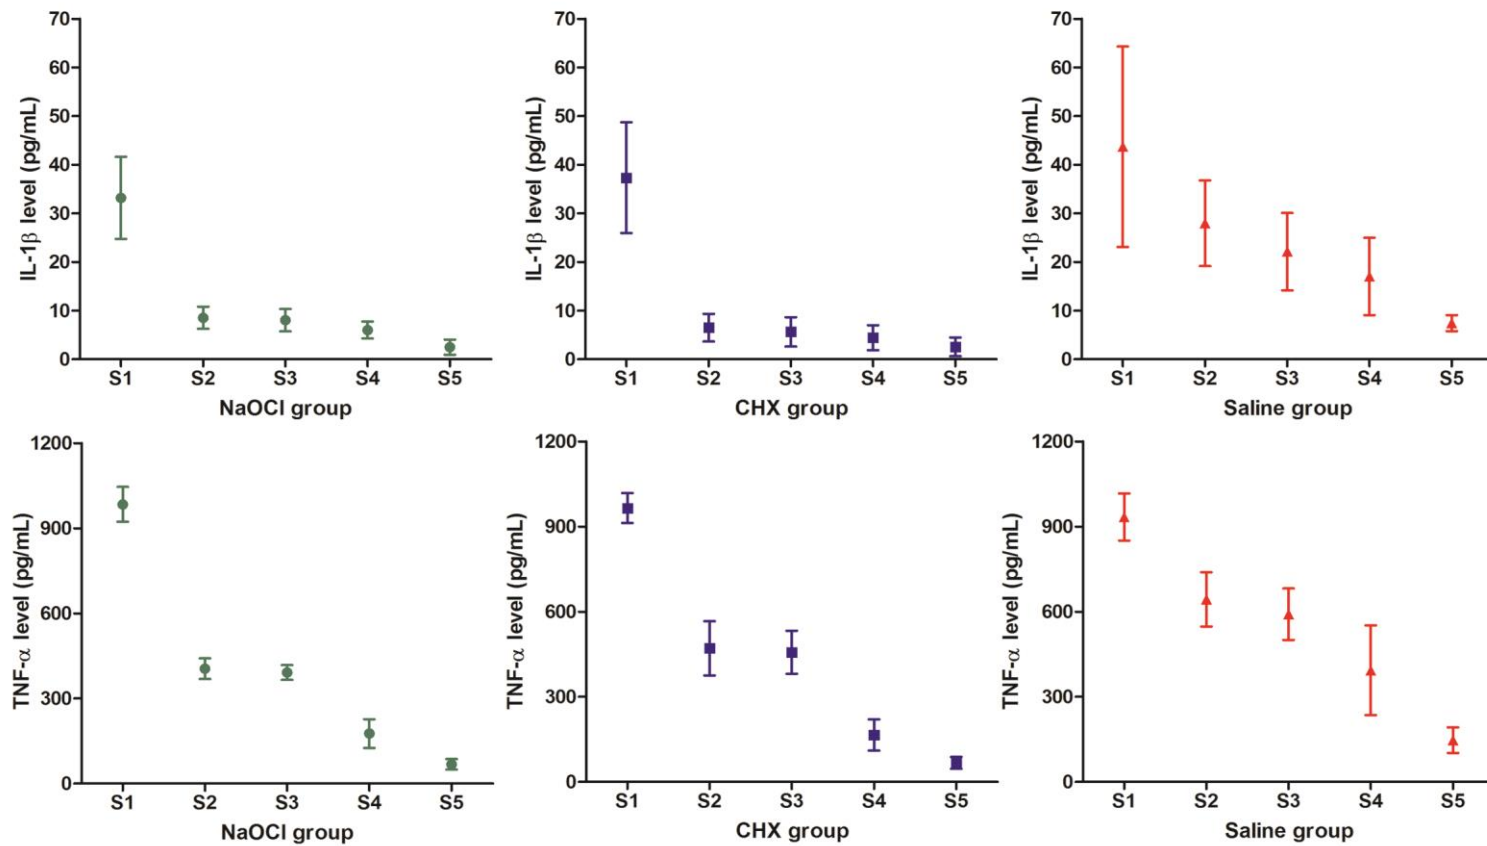 70
60
50
40
30
20
10
0
IL-1β level (pg/mL)
S1 S2 S3 S4 S5
NaOCl group
70
60
50
40
30
20
10
0
IL-1β level (pg/mL)
S1 S2 S3 S4 S5
CHX group
70
60
50
40
30
20
10
0
IL-1β level (pg/mL)
S1 S2 S3 S4 S5
Saline group
1200
900
600
300
0
TNF-α level (pg/mL)
S1 S2 S3 S4 S5
NaOCl group
1200
900
600
300
0
TNF-α level (pg/mL)
S1 S2 S3 S4 S5
CHX group
1200
900
600
300
0
TNF-α level (pg/mL)
S1 S2 S3 S4 S5
Saline group